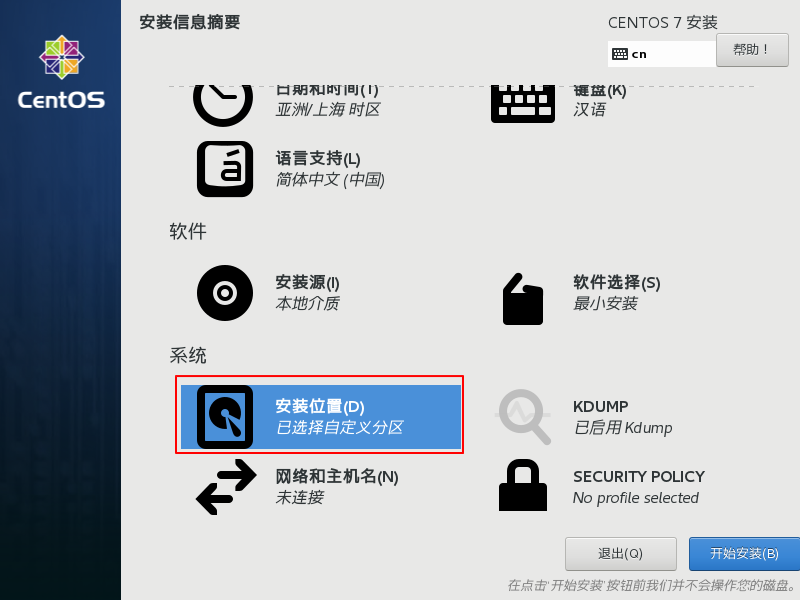 安装信息摘要
CENTOS 7 安装
cn
帮助！
CentOS
日期和时间(T)
亚洲/上海 时区
键盘(K)
汉语
á
语言支持(L)
简体中文 (中国)
软件
安装源(I)
本地介质
软件选择(S)
最小安装
系统
安装位置(D)
已选择自定义分区
KDUMP
已启用 Kdump
网络和主机名(N)
未连接
SECURITY POLICY
No profile selected
退出(Q)
开始安装(B)
在点击'开始安装'按钮前我们并不会操作您的磁盘。